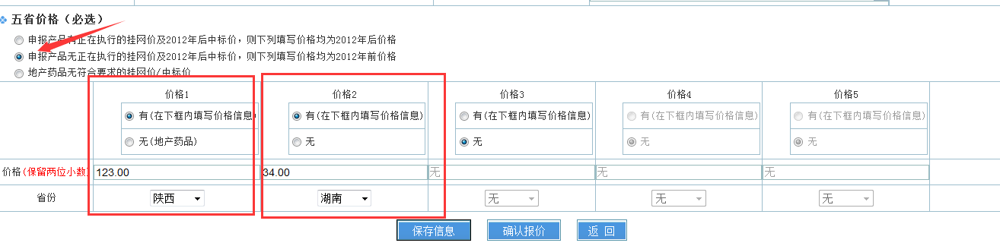 五省价格（必选）
申报产品有正在执行的挂网价及2012年后中标价，则下列填写价格均为2012年后价格
申报产品无正在执行的挂网价及2012年后中标价，则下列填写价格均为2012年前价格
地产药品无符合要求的挂网价/中标价
价格1 价格2 价格3 价格4 价格5
有(在下框内填写价格信息) 有(在下框内填写价格信息) 有(在下框内填写价格信息) 有(在下框内填写价格信息) 有(在下框内填写价格信息)
无(地产药品) 无 无 无 无
价格(保留两位小数) 123.00 34.00 无 无 无
省份 陕西 湖南 无 无 无
保存信息 确认报价 返 回